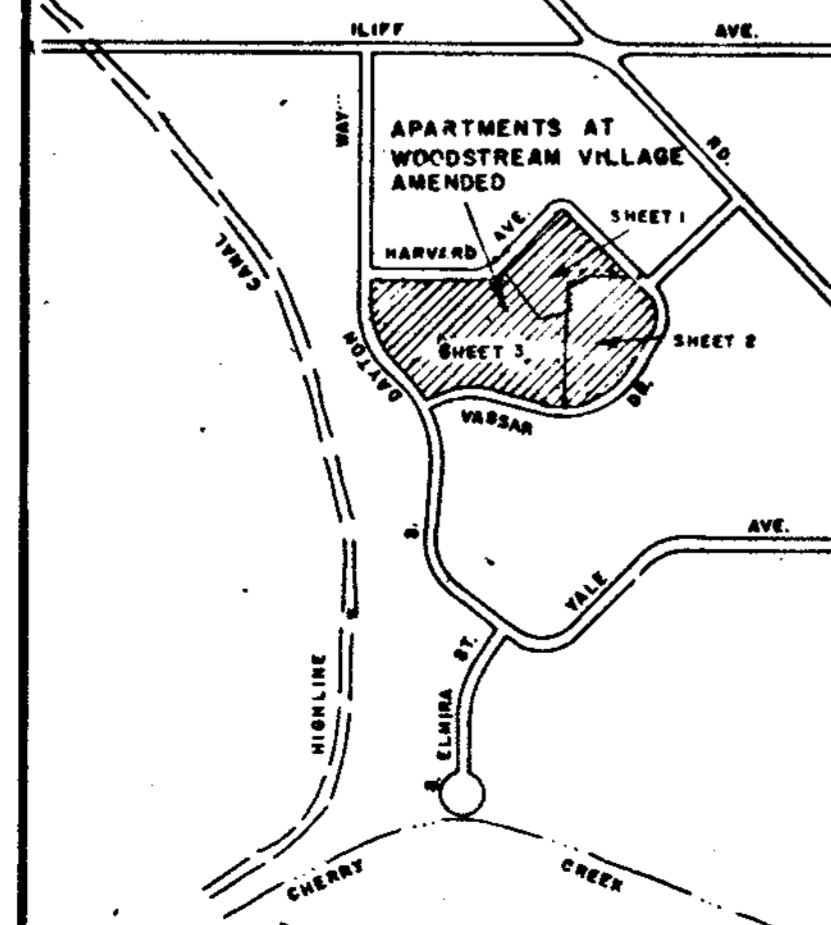 ILIFF AVE.
WAY
APARTMENTS AT
WOODSTREAM VILLAGE
AMENDED
RD.
SHEET 1
HARVARD AVE.
CANAL
SHEET 3
SHEET 2
DAYTON
VASSAR DR.
S.
AVE.
YALE
ST.
HIGHLINE
ELMIRA
S.
CHERRY CREEK